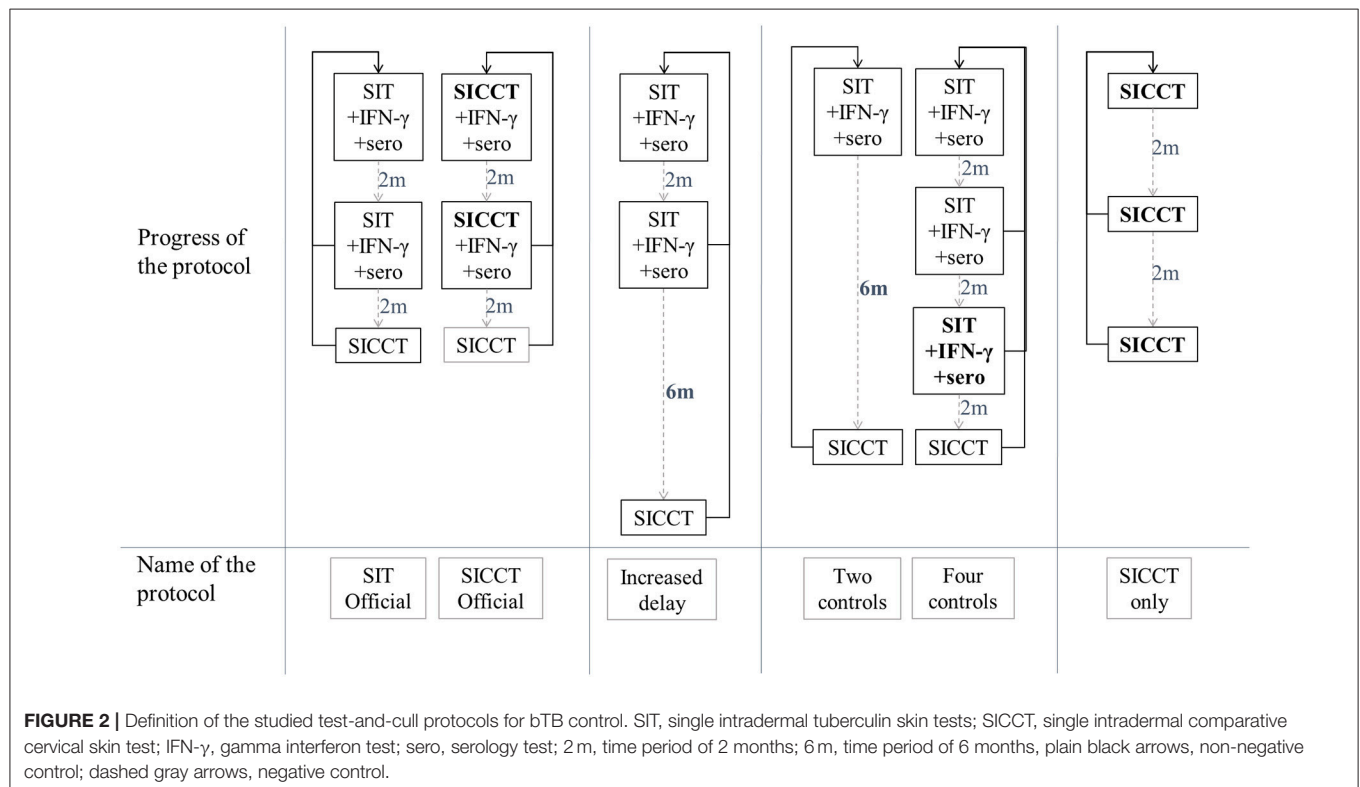 Progress of
the protocol
SIT
+IFN-γ
+sero
2m
SIT
+IFN-γ
+sero
2m
SICCT
SICCT
+IFN-γ
+sero
2m
SICCT
+IFN-γ
+sero
2m
SICCT
SIT
+IFN-γ
+sero
2m
SIT
+IFN-γ
+sero
6m
SICCT
SIT
+IFN-γ
+sero
6m
SICCT
SIT
+IFN-γ
+sero
2m
SIT
+IFN-γ
+sero
2m
SIT
+IFN-γ
+sero
2m
SICCT
SICCT
2m
SICCT
2m
SICCT
Name of the
protocol
SIT
Official
SICCT
Official
Increased
delay
Two
controls
Four
controls
SICCT
only
FIGURE 2 | Definition of the studied test-and-cull protocols for bTB control. SIT, single intradermal tuberculin skin tests; SICCT, single intradermal comparative
cervical skin test; IFN-γ, gamma interferon test; sero, serology test; 2 m, time period of 2 months; 6 m, time period of 6 months, plain black arrows, non-negative
control; dashed gray arrows, negative control.